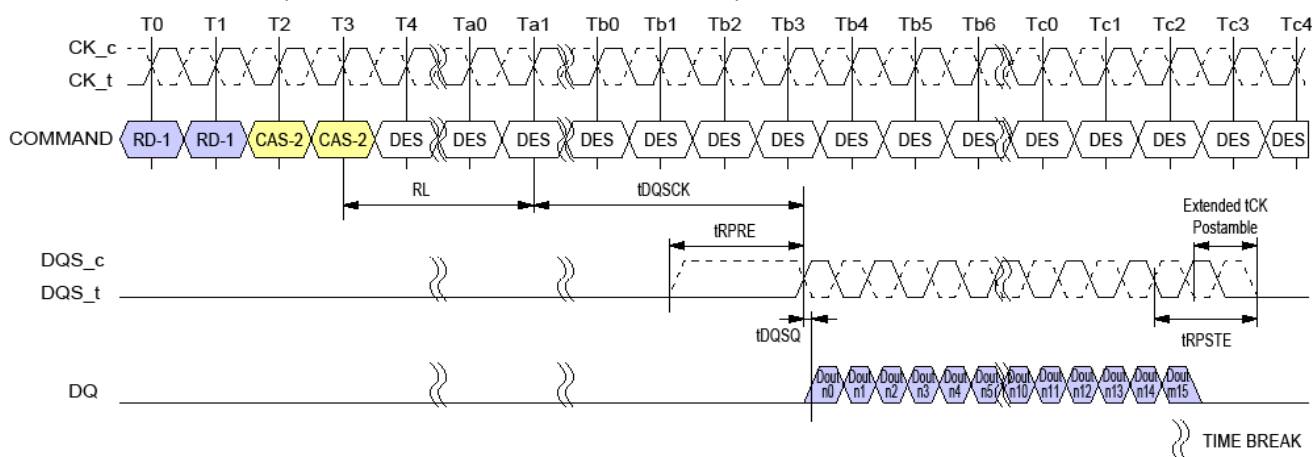 T0 T1 T2 T3 T4 Ta0 Ta1 Tb0 Tb1 Tb2 Tb3 Tb4 Tb5 Tb6 Tc0 Tc1 Tc2 Tc3 Tc4
CK_c
CK_t
COMMAND RD-1 RD-1 CAS-2 CAS-2 DES DES DES DES DES DES DES DES DES DES DES DES DES DES DES
RL tDQSCK
Extended tCK
Postamble
tRPRE
DQS_c
DQS_t
tDQSQ
tRPSTE
DQ
Dout n0 Dout n1 Dout n2 Dout n3 Dout n4 Dout n5 Dout n10 Dout n11 Dout n12 Dout n13 Dout n14 Dout m15
TIME BREAK